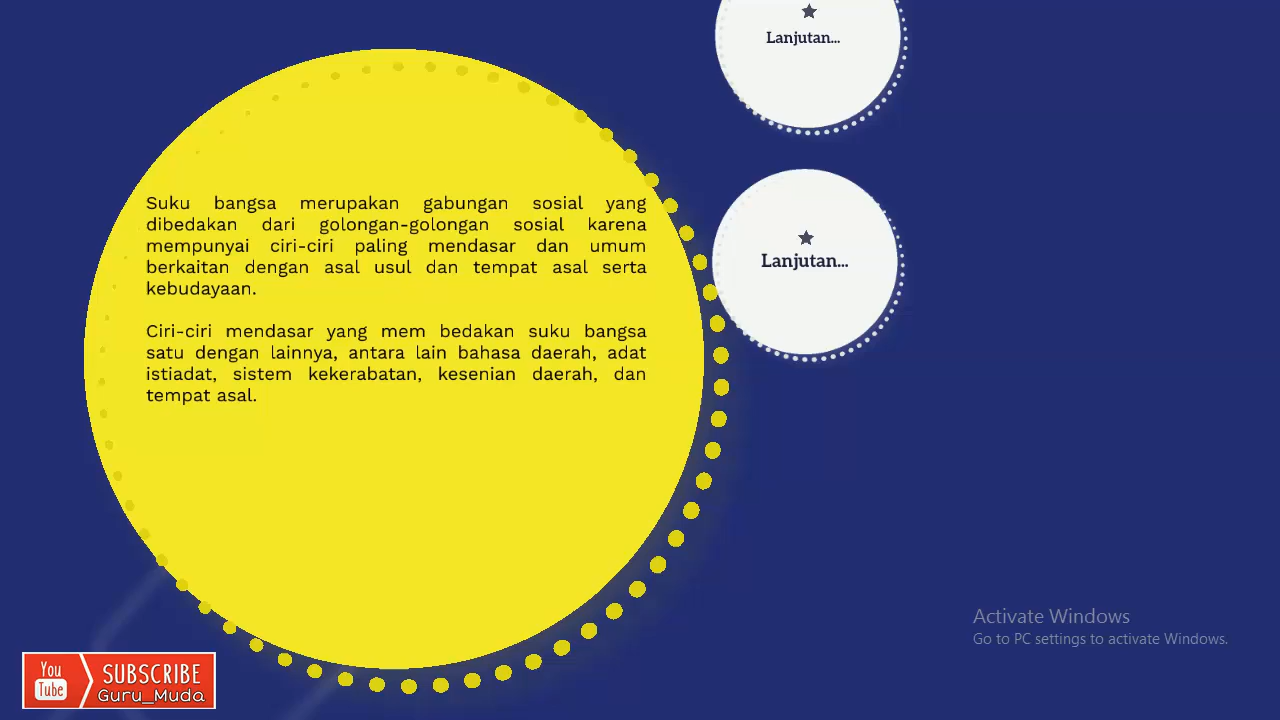 Lanjutan...
Lanjutan...
Suku bangsa merupakan gabungan sosial yang
dibedakan dari golongan-golongan sosial karena
mempunyai ciri-ciri paling mendasar dan umum
berkaitan dengan asal usul dan tempat asal serta
kebudayaan.
Ciri-ciri mendasar yang mem bedakan suku bangsa
satu dengan lainnya, antara lain bahasa daerah, adat
istiadat, sistem kekerabatan, kesenian daerah, dan
tempat asal.
Activate Windows
Go to PC settings to activate Windows.
You
Tube
SUBSCRIBE
Guru_Muda